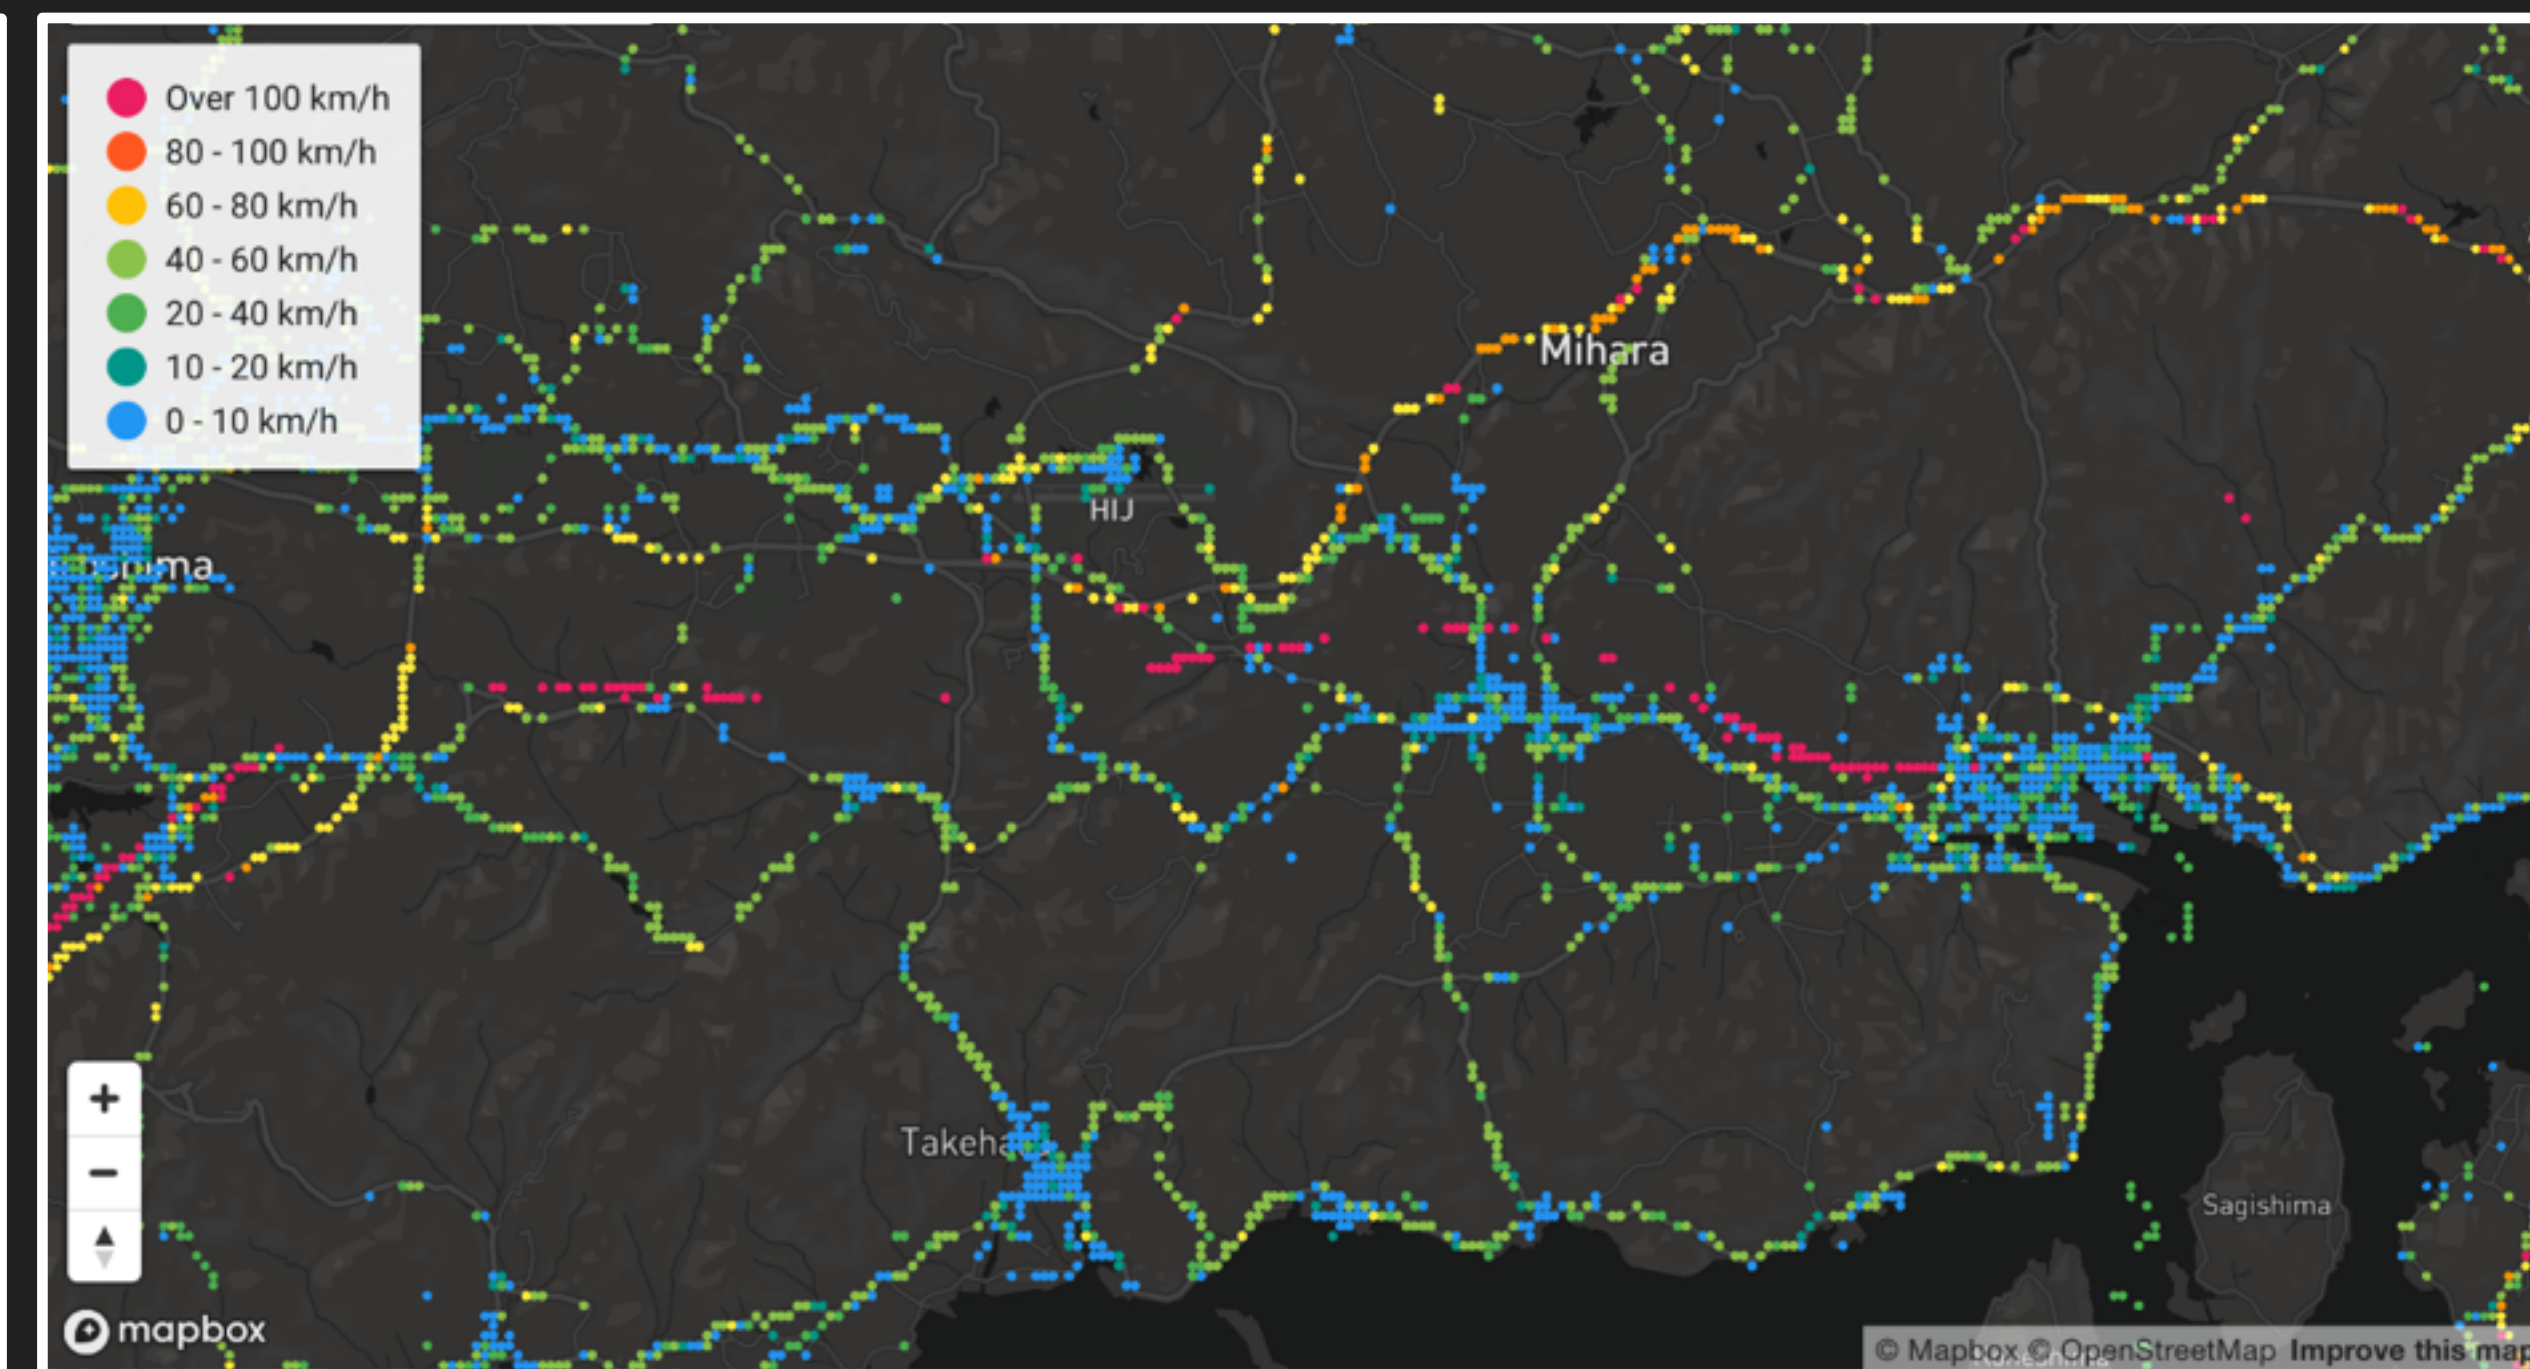 Over 100 km/h
80 - 100 km/h
60 - 80 km/h
40 - 60 km/h
20 - 40 km/h
10 - 20 km/h
0 - 10 km/h
Mihara
HIJ
Sagishima
mapbox
© Mapbox © OpenStreetMap Improve this map